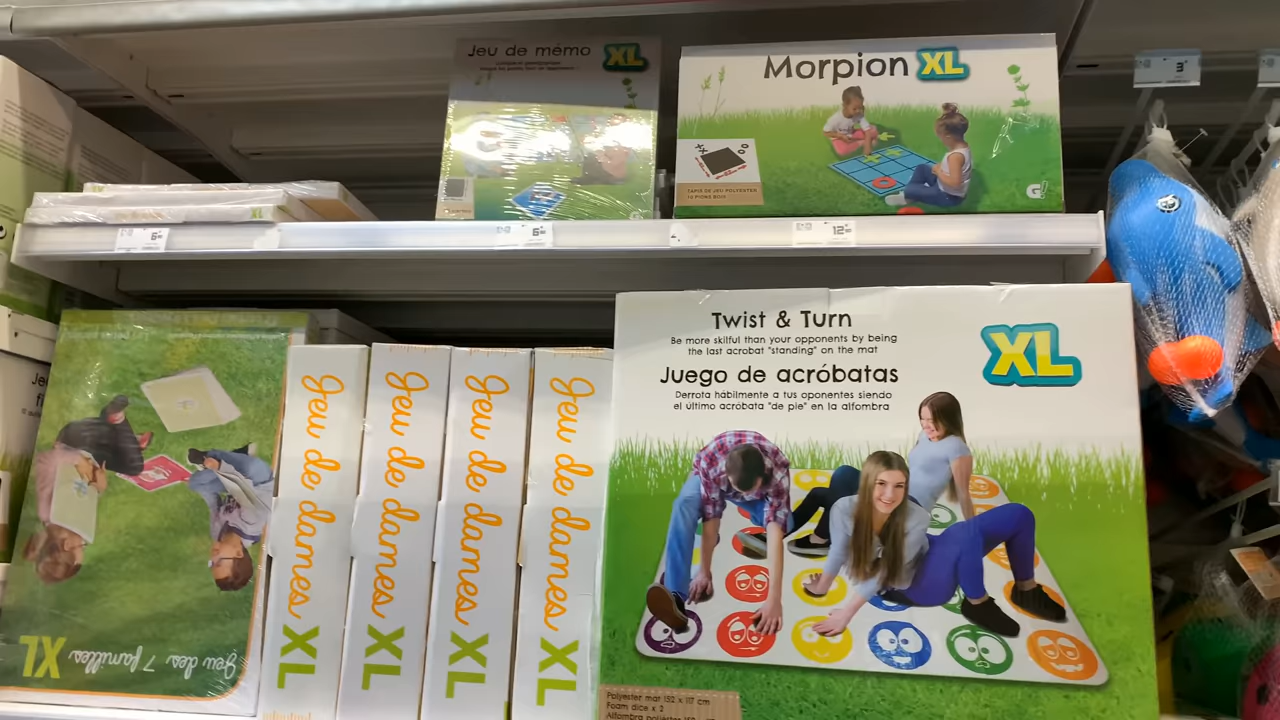 Jeu de mémo XL
Morpion XL
TAPIS DE JEU POLYESTER
10 PIONS BOIS
3
6
6
12
Twist & Turn
Be more skilful than your opponents by being
the last acrobat "standing" on the mat
XL
Juego de acróbatas
Derrota hábilmente a tus oponentes siendo
el último acróbata "de pie" en la alfombra
Jeu des 7 familles XL
Jeu de dames XL
Jeu de dames XL
Jeu de dames XL
Jeu de dames XL
Polyester mat 152 x 117 cm
Foam dice x 2